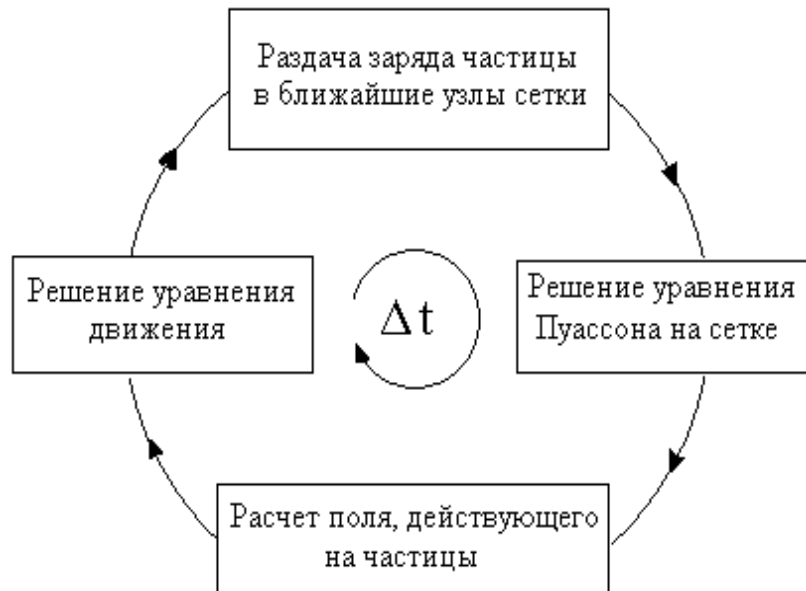 Раздача заряда частицы
в ближайшие узлы сетки
Решение уравнения
движения
Δt
Решение уравнения
Пуассона на сетке
Расчет поля, действующего
на частицы